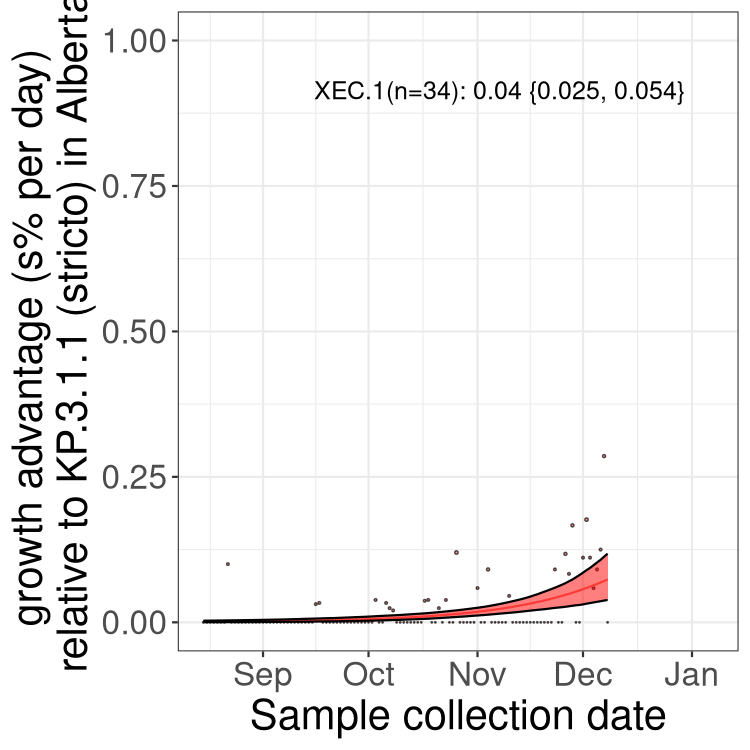 growth advantage (s% per day)
relative to KP.3.1.1 (stricto) in Alberta
1.00
0.75
0.50
0.25
0.00
XEC.1(n=34): 0.04 {0.025, 0.054}
Sep Oct Nov Dec Jan
Sample collection date